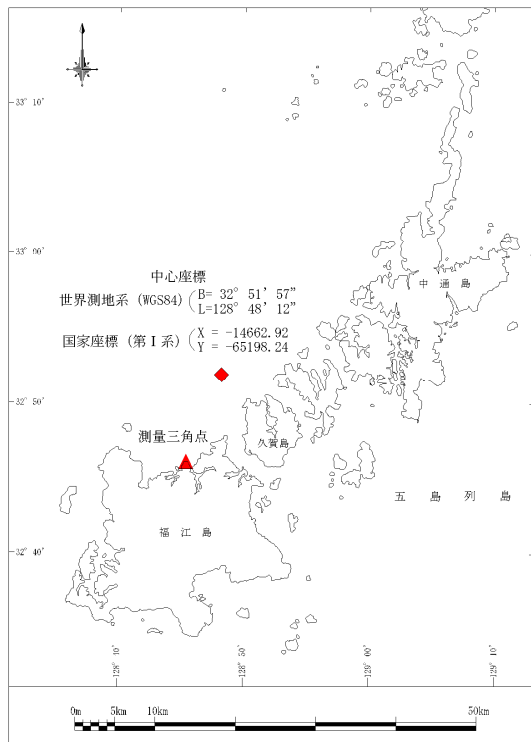 33° 10'
33° 00'
中 通 島
中心座標
世界測地系 (WGS84)
B= 32° 51' 57"
L=128° 48' 12"
国家座標 (第Ⅰ系)
X = -14662.92
Y = -65198.24
32° 50'
測量三角点
久賀島
五 島 列 島
福 江 島
32° 40'
128° 40'
128° 50'
129° 00'
129° 10'
0m 5km 10km 50km